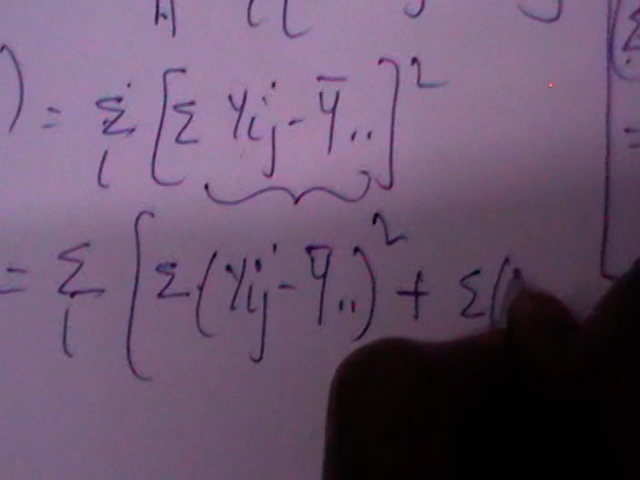 ) = Σ i [Σ Yij - Ȳ..]²
= Σ i [Σ(Yij - Ȳ..)² + Σ(